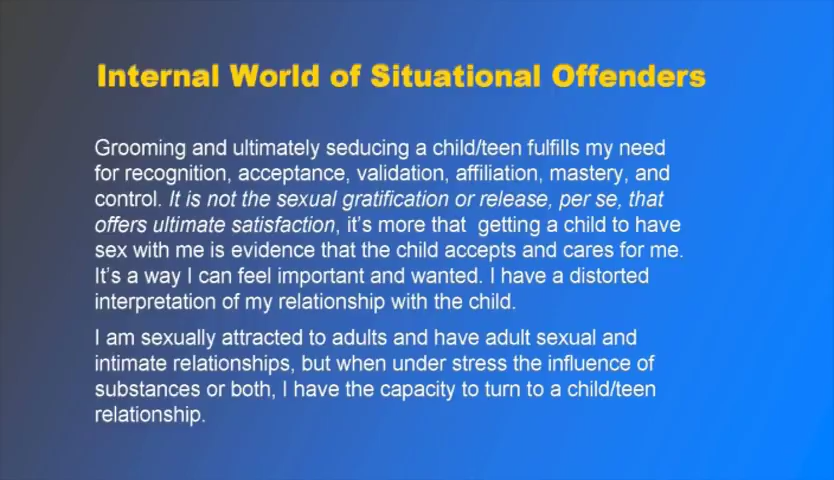 Internal World of Situational Offenders
Grooming and ultimately seducing a child/teen fulfills my need
for recognition, acceptance, validation, affiliation, mastery, and
control. It is not the sexual gratification or release, per se, that
offers ultimate satisfaction, it's more that  getting a child to have
sex with me is evidence that the child accepts and cares for me.
It's a way I can feel important and wanted. I have a distorted
interpretation of my relationship with the child.
I am sexually attracted to adults and have adult sexual and
intimate relationships, but when under stress the influence of
substances or both, I have the capacity to turn to a child/teen
relationship.